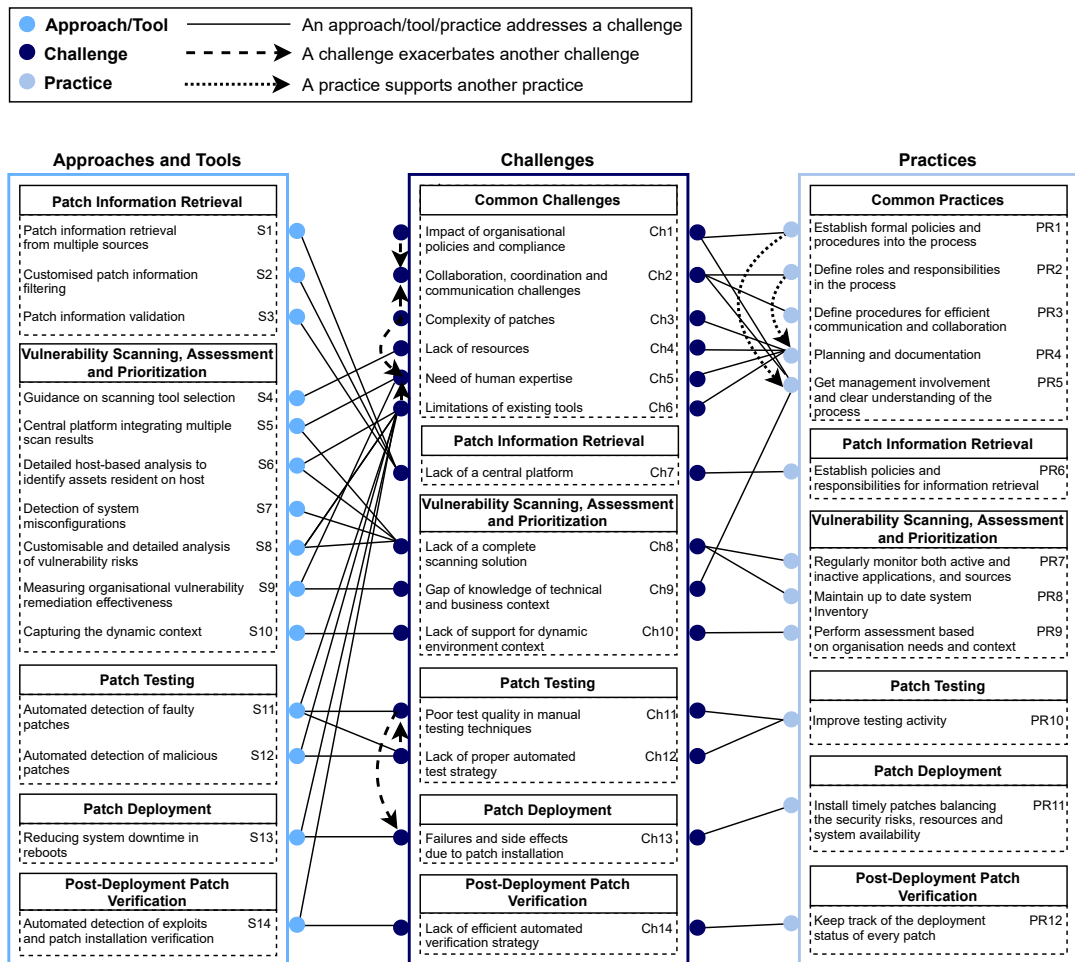 Approach/Tool
An approach/tool/practice addresses a challenge
Challenge
A challenge exacerbates another challenge
Practice
A practice supports another practice
Approaches and Tools
Patch Information Retrieval
Patch information retrieval S1
from multiple sources
Customised patch information S2
filtering
Patch information validation S3
Vulnerability Scanning, Assessment
and Prioritization
Guidance on scanning tool selection S4
Central platform integrating multiple S5
scan results
Detailed host-based analysis to S6
identify assets resident on host
Detection of system S7
misconfigurations
Customisable and detailed analysis S8
of vulnerability risks
Measuring organisational vulnerability S9
remediation effectiveness
Capturing the dynamic context S10
Patch Testing
Automated detection of faulty S11
patches
Automated detection of malicious S12
patches
Patch Deployment
Reducing system downtime in S13
reboots
Post-Deployment Patch
Verification
Automated detection of exploits S14
and patch installation verification
Challenges
Common Challenges
Impact of organisational Ch1
policies and compliance
Collaboration, coordination and Ch2
communication challenges
Complexity of patches Ch3
Lack of resources Ch4
Need of human expertise Ch5
Limitations of existing tools Ch6
Patch Information Retrieval
Lack of a central platform Ch7
Vulnerability Scanning, Assessment
and Prioritization
Lack of a complete Ch8
scanning solution
Gap of knowledge of technical Ch9
and business context
Lack of support for dynamic Ch10
environment context
Patch Testing
Poor test quality in manual Ch11
testing techniques
Lack of proper automated Ch12
test strategy
Patch Deployment
Failures and side effects Ch13
due to patch installation
Post-Deployment Patch
Verification
Lack of efficient automated Ch14
verification strategy
Practices
Common Practices
Establish formal policies and PR1
procedures into the process
Define roles and responsibilities PR2
in the process
Define procedures for efficient PR3
communication and collaboration
Planning and documentation PR4
Get management involvement PR5
and clear understanding of the
process
Patch Information Retrieval
Establish policies and PR6
responsibilities for information retrieval
Vulnerability Scanning, Assessment
and Prioritization
Regularly monitor both active and PR7
inactive applications, and sources
Maintain up to date system PR8
Inventory
Perform assessment based PR9
on organisation needs and context
Patch Testing
Improve testing activity PR10
Patch Deployment
Install timely patches balancing PR11
the security risks, resources and
system availability
Post-Deployment Patch
Verification
Keep track of the deployment PR12
status of every patch